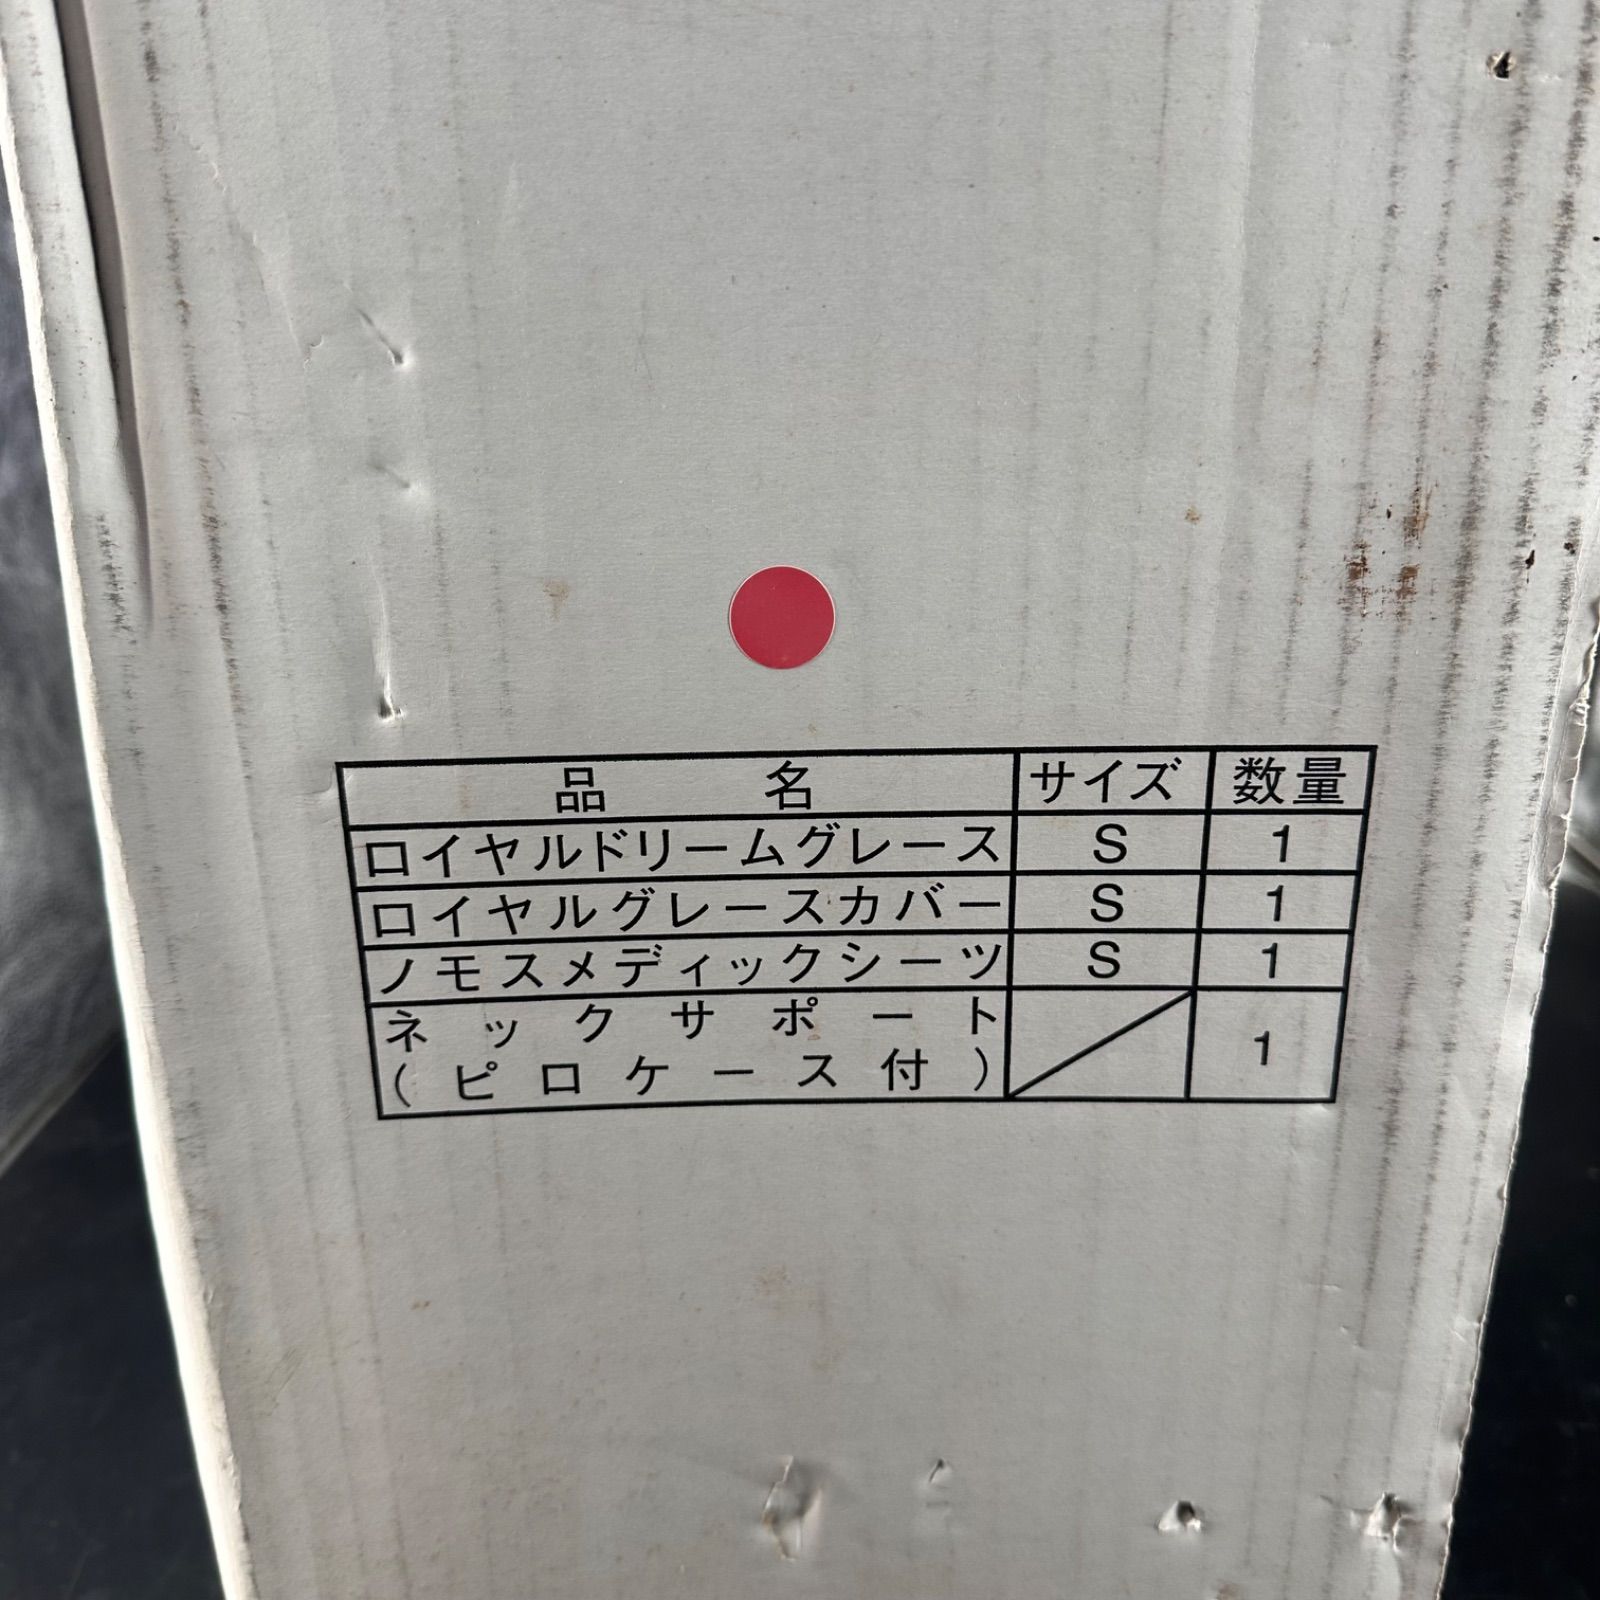 品名 サイズ 数量
ロイヤルドリームグレース S 1
ロイヤルグレースカバー S 1
ノモスメディックシーツ S 1
ネックサポート
(ピロケース付) 1